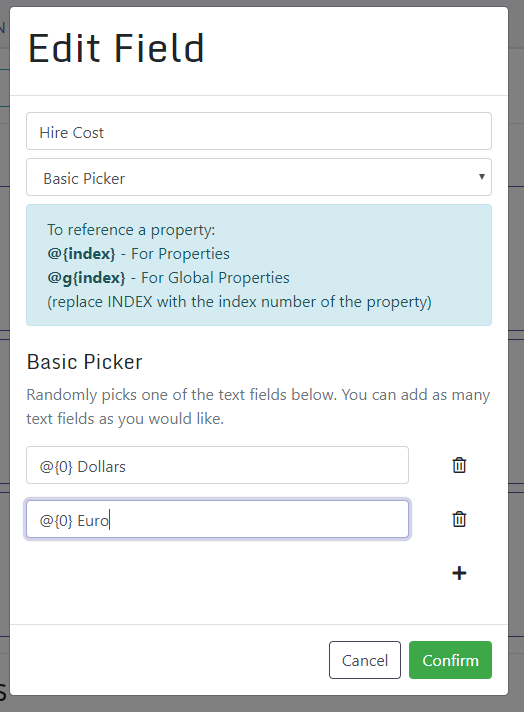 Edit Field
Hire Cost
Basic Picker
To reference a property:
@{index} - For Properties
@g{index} - For Global Properties
(replace INDEX with the index number of the property)
Basic Picker
Randomly picks one of the text fields below. You can add as many
text fields as you would like.
@{0} Dollars
@{0} Euro
Cancel Confirm